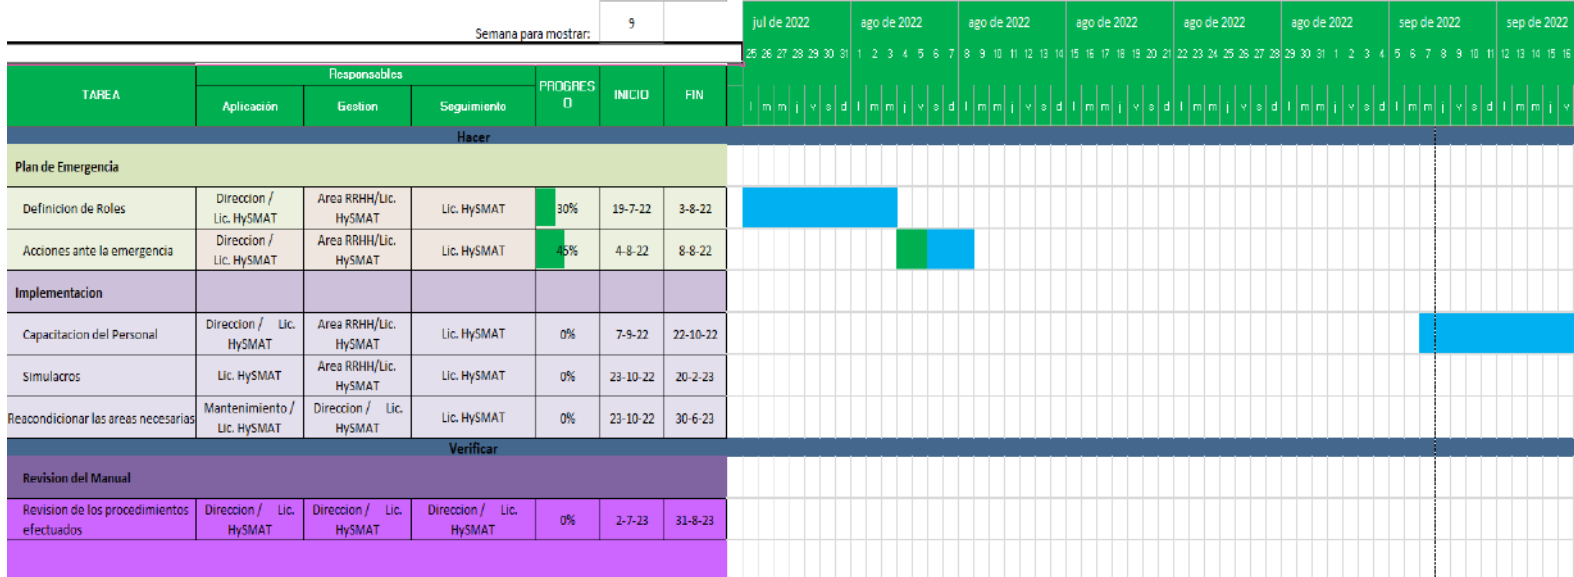 Semana para mostrar: 9
jul de 2022 ago de 2022 ago de 2022 ago de 2022 ago de 2022 ago de 2022 sep de 2022 sep de 2022
25 26 27 28 29 30 31 1 2 3 4 5 6 7 8 9 10 11 12 13 14 15 16 17 18 19 20 21 22 23 24 25 26 27 28 29 30 31 1 2 3 4 5 6 7 8 9 10 11 12 13 14 15 16
TAREA Responsables PROGRES
O INICIO FIN
Aplicación Gestion Seguimiento
l m m j v s d l m m j v s d l m m j v s d l m m j v s d l m m j v s d l m m j v s d l m m j v s d l m m j v
Hacer
Plan de Emergencia
Definicion de Roles Direccion / Area RRHH/Lic. Lic. HySMAT 30% 19-7-22 3-8-22
Lic. HySMAT HySMAT
Acciones ante la emergencia Direccion / Area RRHH/Lic. Lic. HySMAT 45% 4-8-22 8-8-22
Lic. HySMAT HySMAT
Implementacion
Capacitacion del Personal Direccion / Lic. Area RRHH/Lic. Lic. HySMAT 0% 7-9-22 22-10-22
HySMAT HySMAT
Simulacros Lic. HySMAT Area RRHH/Lic. Lic. HySMAT 0% 23-10-22 20-2-23
HySMAT
Reacondicionar las areas necesarias Mantenimiento / Direccion / Lic. Lic. HySMAT 0% 23-10-22 30-6-23
Lic. HySMAT HySMAT
Verificar
Revision del Manual
Revision de los procedimientos Direccion / Lic. Direccion / Lic. Direccion / Lic. 0% 2-7-23 31-8-23
efectuados HySMAT HySMAT HySMAT